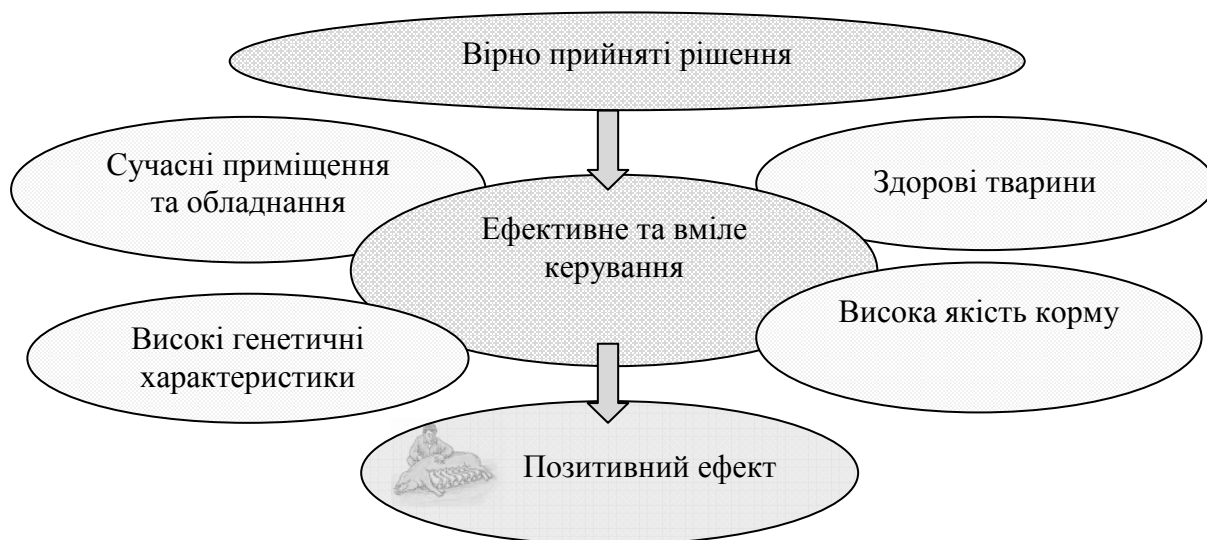 Вірно прийняті рішення
Сучасні приміщення
та обладнання
Здорові тварини
Ефективне та вміле
керування
Висока якість корму
Високі генетичні
характеристики
Позитивний ефект